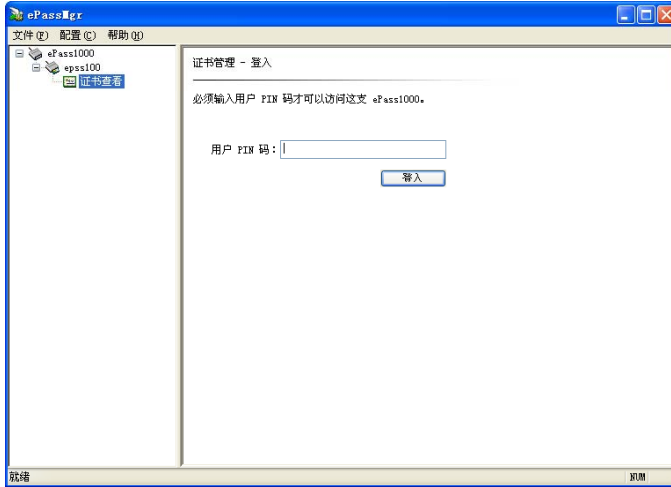 ePassMgr
文件(F) 配置(C) 帮助(H)
ePass1000
epss100
证书查看
证书管理 - 登入
必须输入用户 PIN 码才可以访问这支 ePass1000。
用户 PIN 码：
登入
就绪
NUM